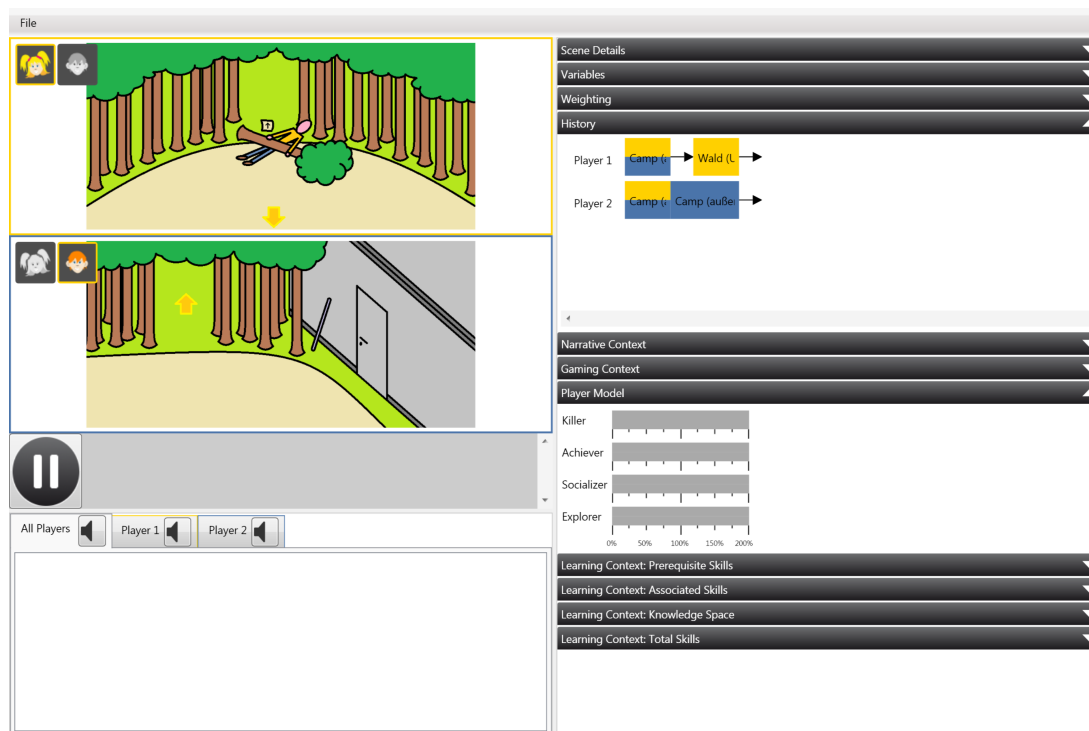 File
Scene Details
Variables
Weighting
History
Player 1
Camp (a
Wald (L
Player 2
Camp (a
Camp (außer
Narrative Context
Gaming Context
Player Model
Killer
Achiever
Socializer
Explorer
0% 50% 100% 150% 200%
All Players
Player 1
Player 2
Learning Context: Prerequisite Skills
Learning Context: Associated Skills
Learning Context: Knowledge Space
Learning Context: Total Skills